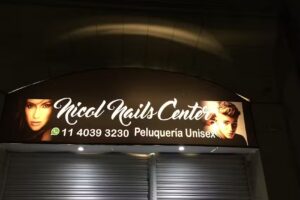 Nicol Nails Center
11 4039 3230 Peluquería Unisex